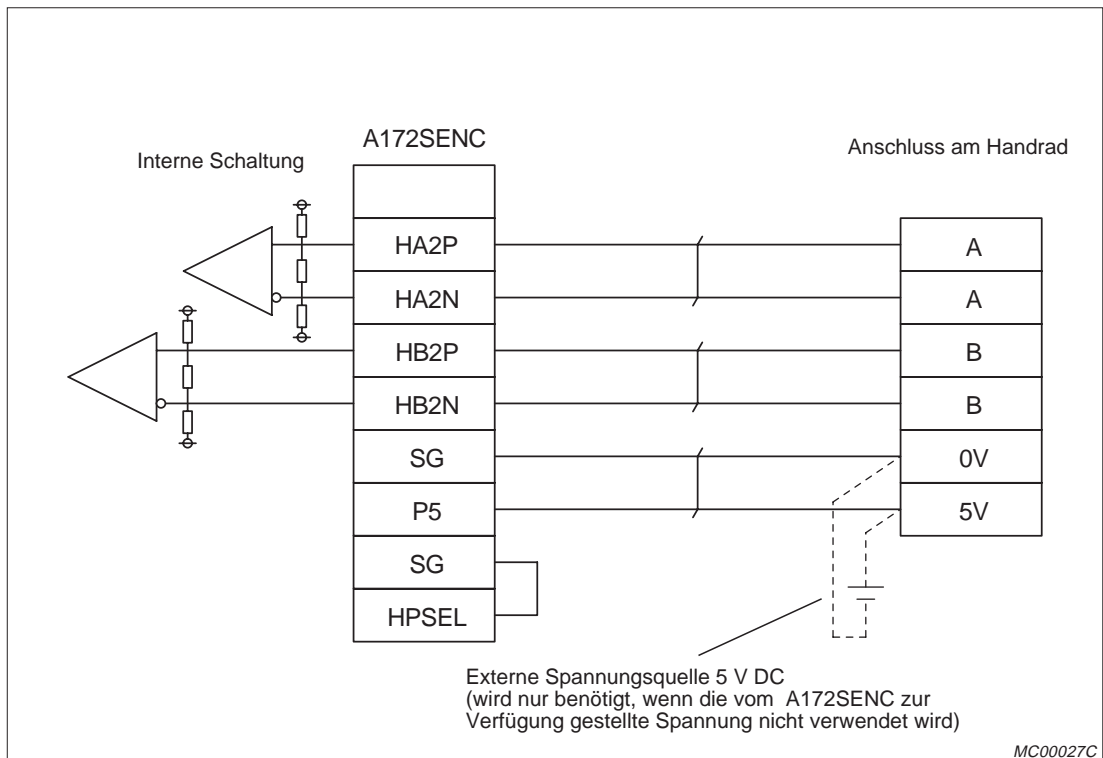 A172SENC
Interne Schaltung
Anschluss am Handrad
HA2P
A
HA2N
A
HB2P
B
HB2N
B
SG
0V
P5
5V
SG
HPSEL
Externe Spannungsquelle 5 V DC
(wird nur benötigt, wenn die vom A172SENC zur
Verfügung gestellte Spannung nicht verwendet wird)
MC00027C